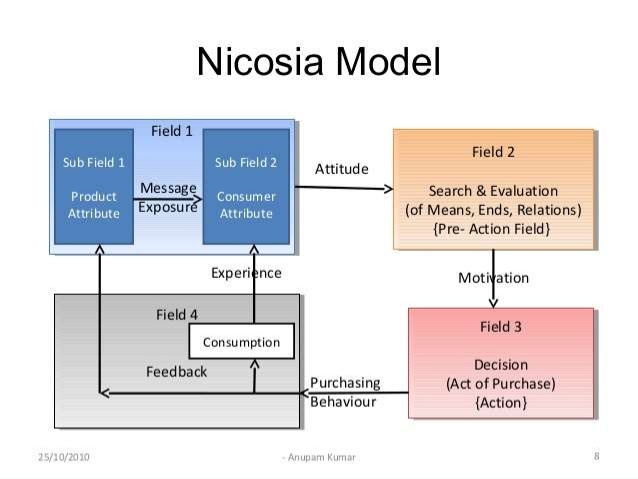 Nicosia Model
Field 1
Sub Field 1
Product
Attribute
Message
Exposure
Sub Field 2
Consumer
Attribute
Attitude
Field 2
Search & Evaluation
(of Means, Ends, Relations)
{Pre- Action Field}
Experience
Motivation
Field 4
Consumption
Feedback
Purchasing
Behaviour
Field 3
Decision
(Act of Purchase)
{Action}
25/10/2010
- Anupam Kumar
8